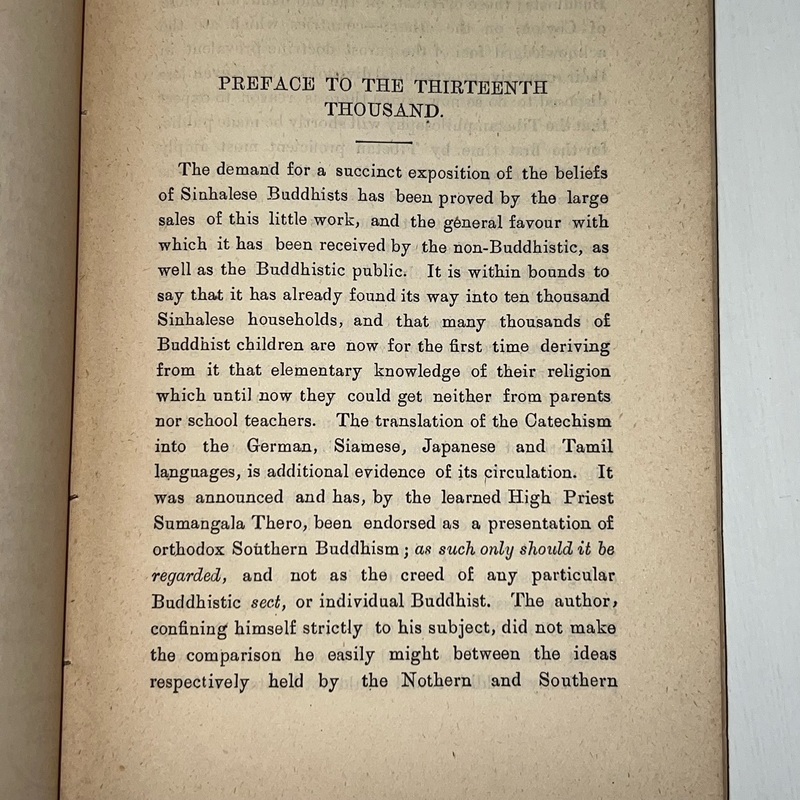 PREFACE TO THE THIRTEENTH
THOUSAND.
The demand for a succinct exposition of the beliefs
of Sinhalese Buddhists has been proved by the large
sales of this little work, and the géneral favour with
which it has been received by the non-Buddhistic, as
well as the Buddhistic public. It is within bounds to
say that it has already found its way into ten thousand
Sinhalese households, and that many thousands of
Buddhist children are now for the first time deriving
from it that elementary knowledge of their religion
which until now they could get neither from parents
nor school teachers. The translation of the Catechism
into the German, Siamese, Japanese and Tamil
languages, is additional evidence of its circulation. It
was announced and has, by the learned High Priest
Sumangala Thero, been endorsed as a presentation of
orthodox Southern Buddhism ; as such only should it be
regarded, and not as the creed of any particular
Buddhistic sect, or individual Buddhist. The author,
confining himself strictly to his subject, did not make
the comparison he easily might between the ideas
respectively held by the Nothern and Southern